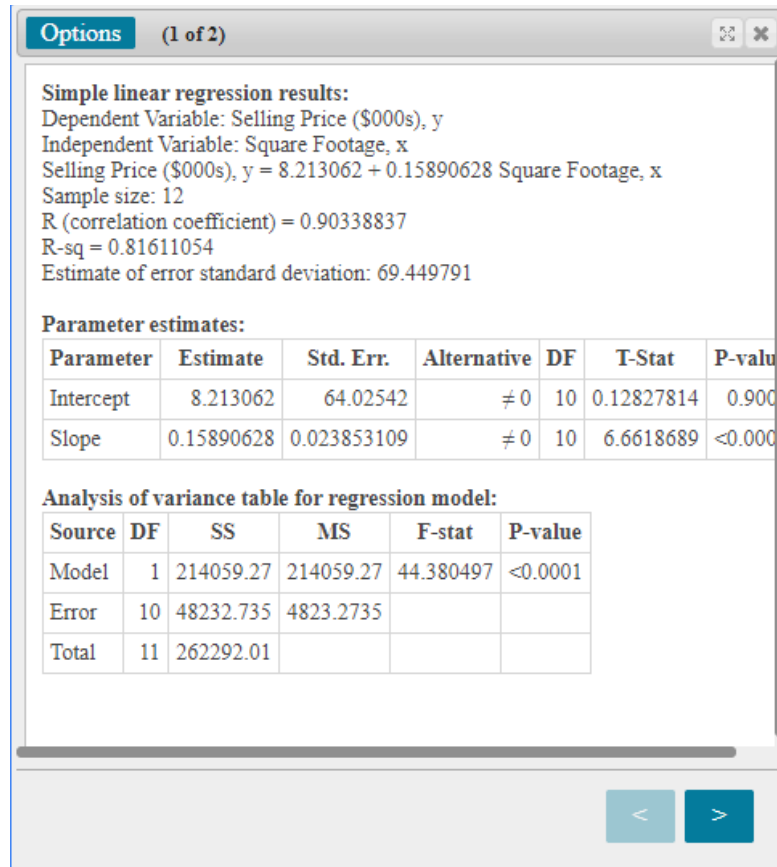 Options (1 of 2)
Simple linear regression results:
Dependent Variable: Selling Price ($000s), y
Independent Variable: Square Footage, x
Selling Price ($000s), y = 8.213062 + 0.15890628 Square Footage, x
Sample size: 12
R (correlation coefficient) = 0.90338837
R-sq = 0.81611054
Estimate of error standard deviation: 69.449791
Parameter estimates:
Parameter Estimate Std. Err. Alternative DF T-Stat P-valu
Intercept 8.213062 64.02542 ≠ 0 10 0.12827814 0.900
Slope 0.15890628 0.023853109 ≠ 0 10 6.6618689 <0.000
Analysis of variance table for regression model:
Source DF SS MS F-stat P-value
Model 1 214059.27 214059.27 44.380497 <0.0001
Error 10 48232.735 4823.2735
Total 11 262292.01
< >